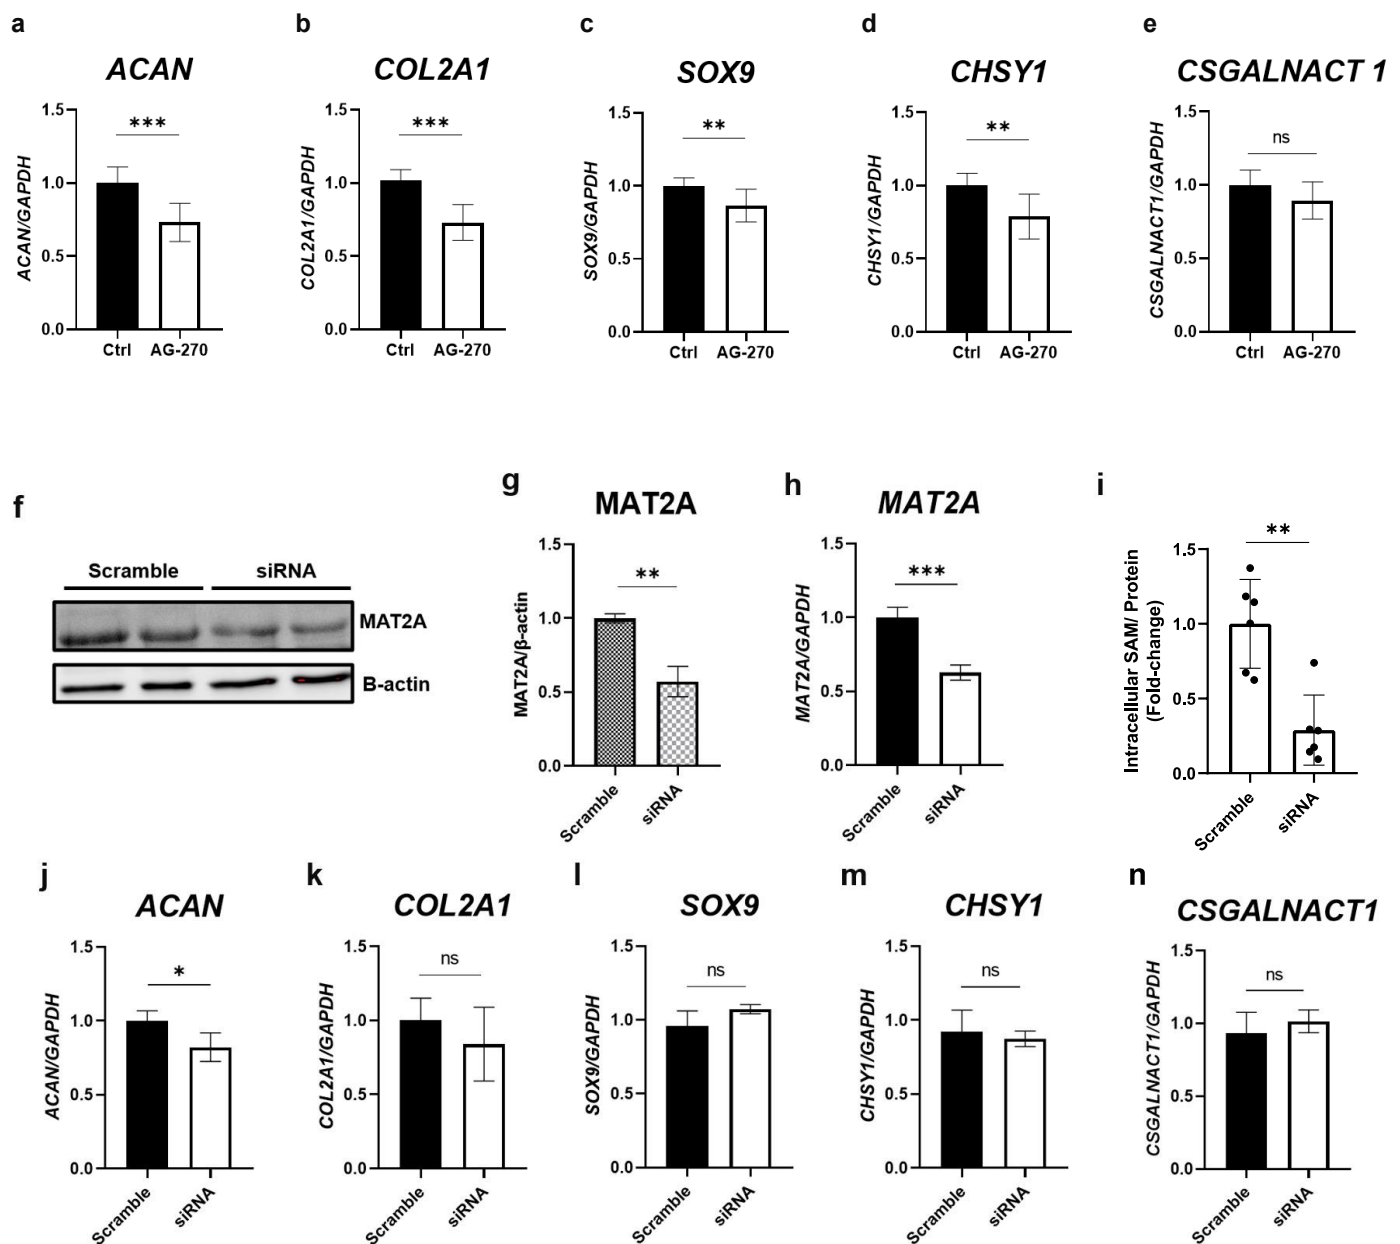 a
b
c
d
e
ACAN
COL2A1
SOX9
CHSY1
CSGALNACT 1
ACAN/GAPDH
1.5
1.0
0.5
0.0
***
Ctrl AG-270
COL2A1/GAPDH
1.5
1.0
0.5
0.0
***
Ctrl AG-270
SOX9/GAPDH
1.5
1.0
0.5
0.0
**
Ctrl AG-270
CHSY1/GAPDH
1.5
1.0
0.5
0.0
**
Ctrl AG-270
CSGALNACT1/GAPDH
1.5
1.0
0.5
0.0
ns
Ctrl AG-270
f
Scramble siRNA
MAT2A
B-actin
g
MAT2A
MAT2A/β-actin
1.5
1.0
0.5
0.0
**
Scramble
siRNA
h
MAT2A
MAT2A/GAPDH
1.5
1.0
0.5
0.0
***
Scramble
siRNA
i
Intracellular SAM/ Protein
(Fold-change)
1.5
1.0
0.5
0.0
**
Scramble
siRNA
j
ACAN
ACAN/GAPDH
1.5
1.0
0.5
0.0
*
Scramble
siRNA
k
COL2A1
COL2A1/GAPDH
1.5
1.0
0.5
0.0
ns
Scramble
siRNA
l
SOX9
SOX9/GAPDH
1.5
1.0
0.5
0.0
ns
Scramble
siRNA
m
CHSY1
CHSY1/GAPDH
1.5
1.0
0.5
0.0
ns
Scramble
siRNA
n
CSGALNACT1
CSGALNACT1/GAPDH
1.5
1.0
0.5
0.0
ns
Scramble
siRNA